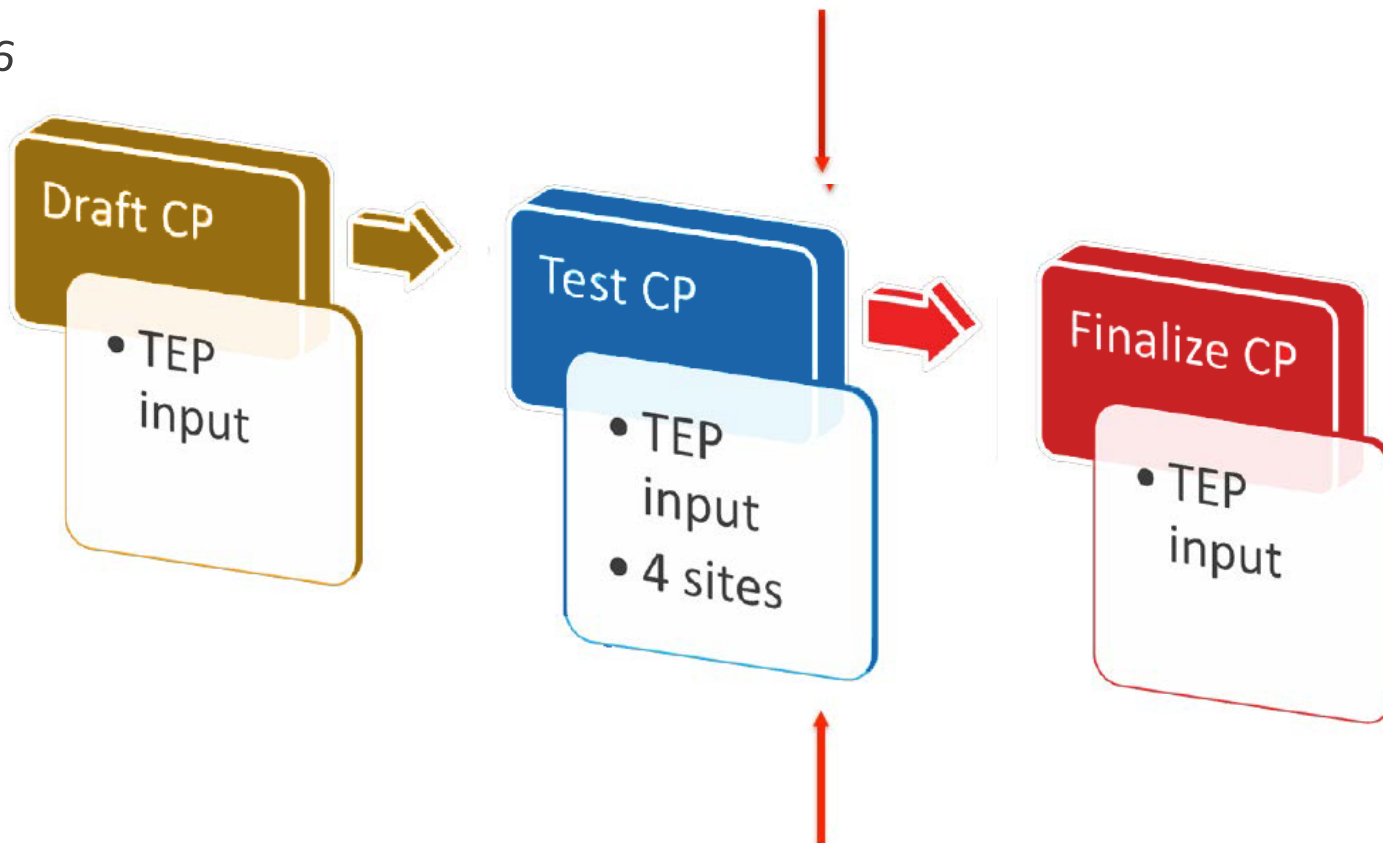 6
Draft CP
• TEP
input
Test CP
• TEP
input
• 4 sites
Finalize CP
• TEP
input